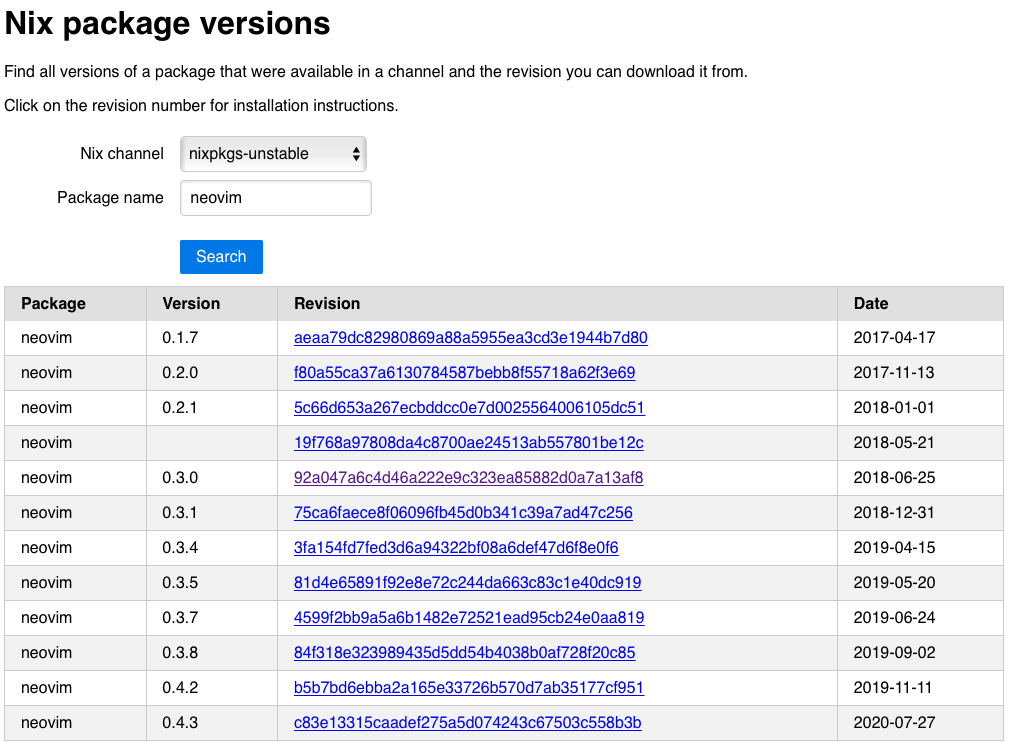 Nix package versions
Find all versions of a package that were available in a channel and the revision you can download it from.
Click on the revision number for installation instructions.
Nix channel nixpkgs-unstable
Package name neovim
Search
Package Version Revision Date
neovim 0.1.7 aeaa79dc82980869a88a5955ea3cd3e1944b7d80 2017-04-17
neovim 0.2.0 f80a55ca37a6130784587bebb8f55718a62f3e69 2017-11-13
neovim 0.2.1 5c66d653a267ecbddcc0e7d0025564006105dc51 2018-01-01
neovim 19f768a97808da4c8700ae24513ab557801be12c 2018-05-21
neovim 0.3.0 92a047a6c4d46a222e9c323ea85882d0a7a13af8 2018-06-25
neovim 0.3.1 75ca6faece8f06096fb45d0b341c39a7ad47c256 2018-12-31
neovim 0.3.4 3fa154fd7fed3d6a94322bf08a6def47d6f8e0f6 2019-04-15
neovim 0.3.5 81d4e65891f92e8e72c244da663c83c1e40dc919 2019-05-20
neovim 0.3.7 4599f2bb9a5a6b1482e72521ead95cb24e0aa819 2019-06-24
neovim 0.3.8 84f318e323989435d5dd54b4038b0af728f20c85 2019-09-02
neovim 0.4.2 b5b7bd6ebba2a165e33726b570d7ab35177cf951 2019-11-11
neovim 0.4.3 c83e13315caadef275a5d074243c67503c558b3b 2020-07-27